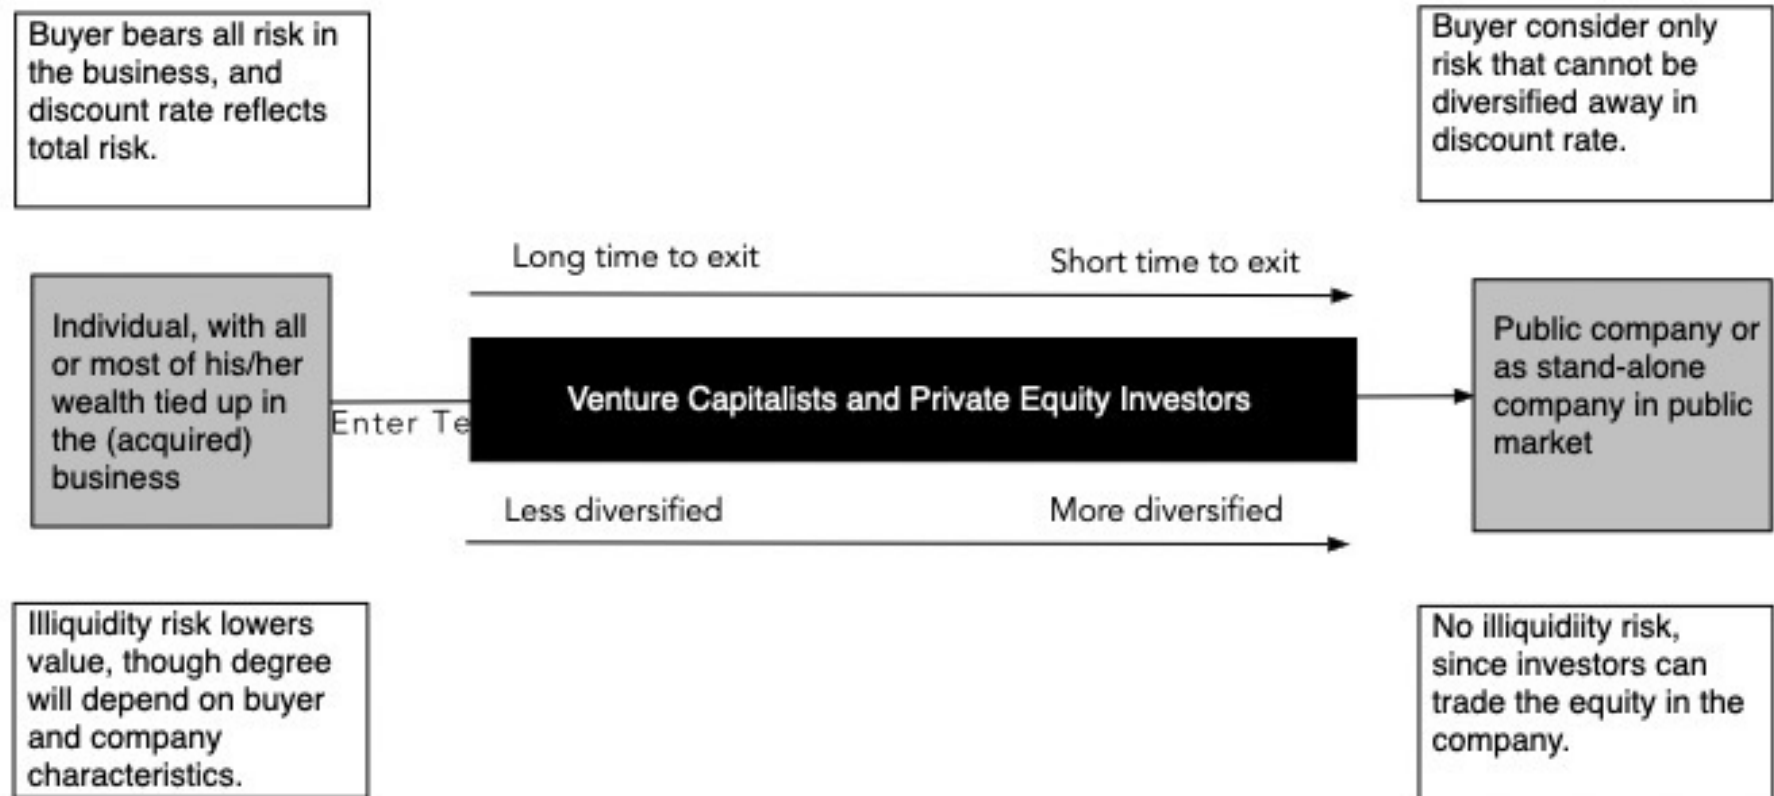 Buyer bears all risk in
the business, and
discount rate reflects
total risk.
Buyer consider only
risk that cannot be
diversified away in
discount rate.
Long time to exit
Short time to exit
Individual, with all
or most of his/her
wealth tied up in
the (acquired)
business
Enter Te
Venture Capitalists and Private Equity Investors
Public company or
as stand-alone
company in public
market
Less diversified
More diversified
Illiquidity risk lowers
value, though degree
will depend on buyer
and company
characteristics.
No illiquidiity risk,
since investors can
trade the equity in the
company.